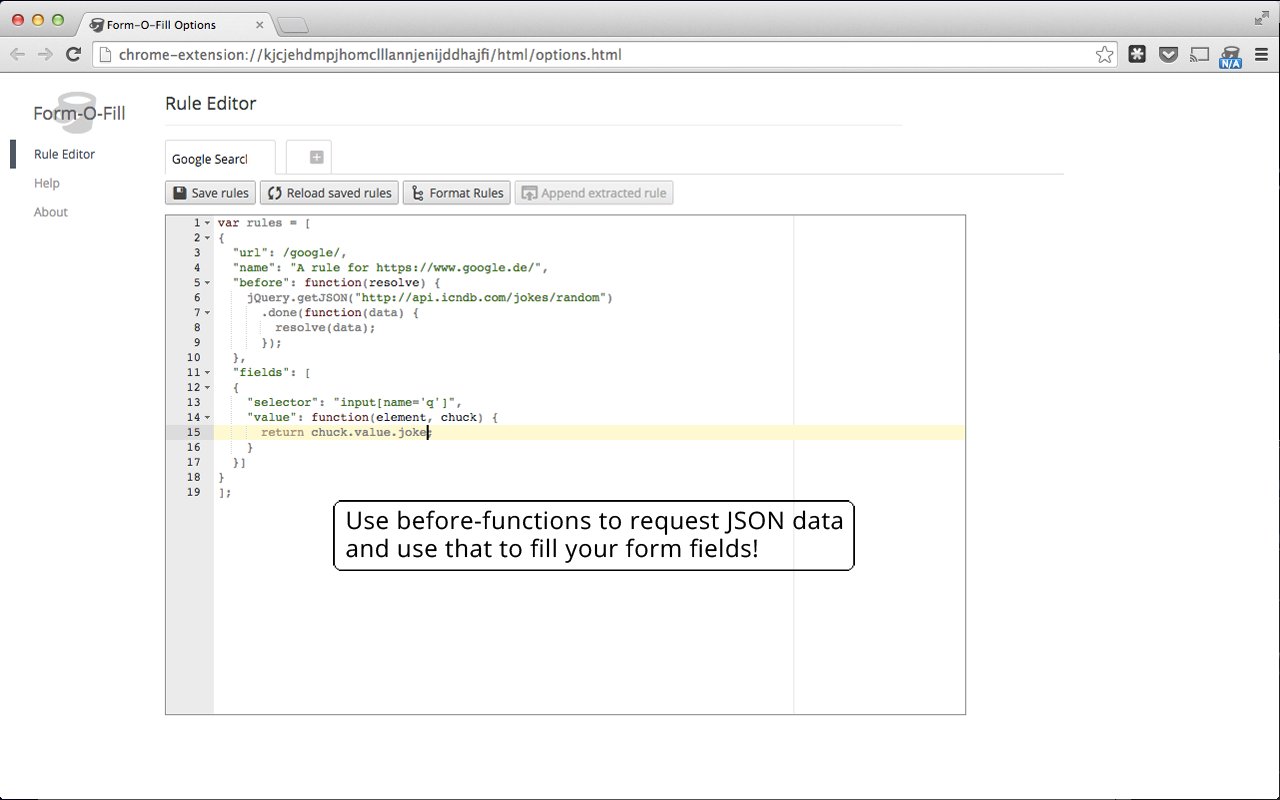 Form-O-Fill Options
chrome-extension://kjcjehdmpjhomclllannjenijddhajfi/html/options.html
N/A
Form-O-Fill
Rule Editor
Help
About
Rule Editor
Google Search
Save rules
Reload saved rules
Format Rules
Append extracted rule
1 var rules = [
2 {
3 "url": /google/,
4 "name": "A rule for https://www.google.de/",
5 "before": function(resolve) {
6 jQuery.getJSON("http://api.icndb.com/jokes/random")
7 .done(function(data) {
8 resolve(data);
9 });
10 },
11 "fields": [
12 {
13 "selector": "input[name='q']",
14 "value": function(element, chuck) {
15 return chuck.value.joke;
16 }
17 }]
18 }
19 ];
Use before-functions to request JSON data
and use that to fill your form fields!